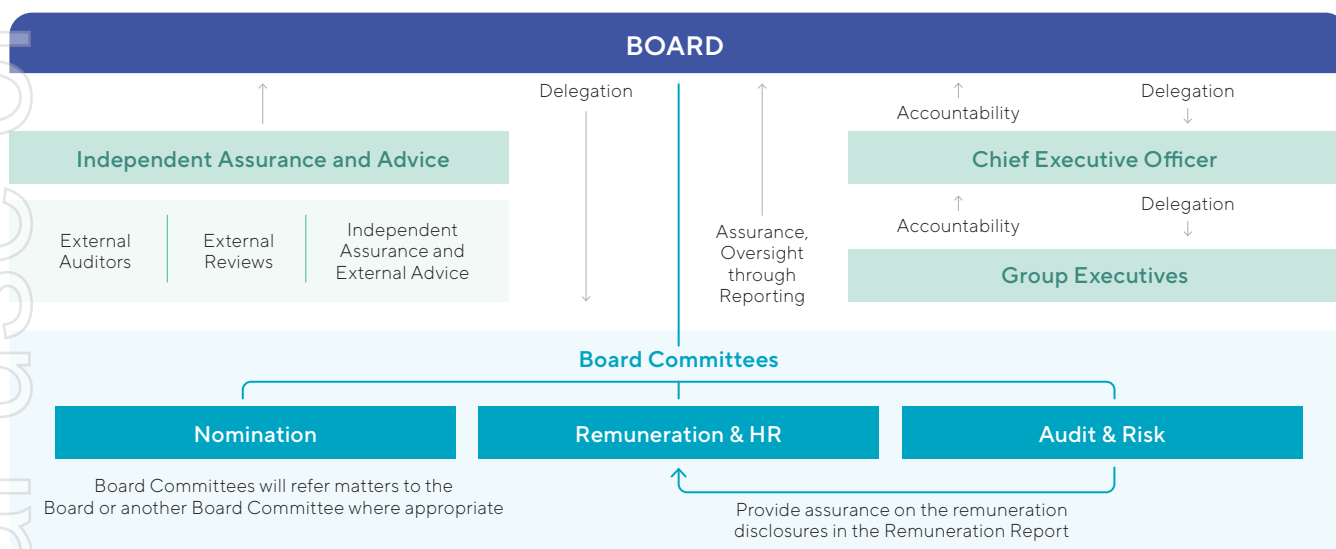 BOARD
Delegation
Accountability
Delegation
Independent Assurance and Advice
Chief Executive Officer
External
Auditors
External
Reviews
Independent
Assurance and
External Advice
Assurance,
Oversight
through
Reporting
Accountability
Delegation
Group Executives
Board Committees
Nomination
Remuneration & HR
Audit & Risk
Board Committees will refer matters to the
Board or another Board Committee where appropriate
Provide assurance on the remuneration
disclosures in the Remuneration Report